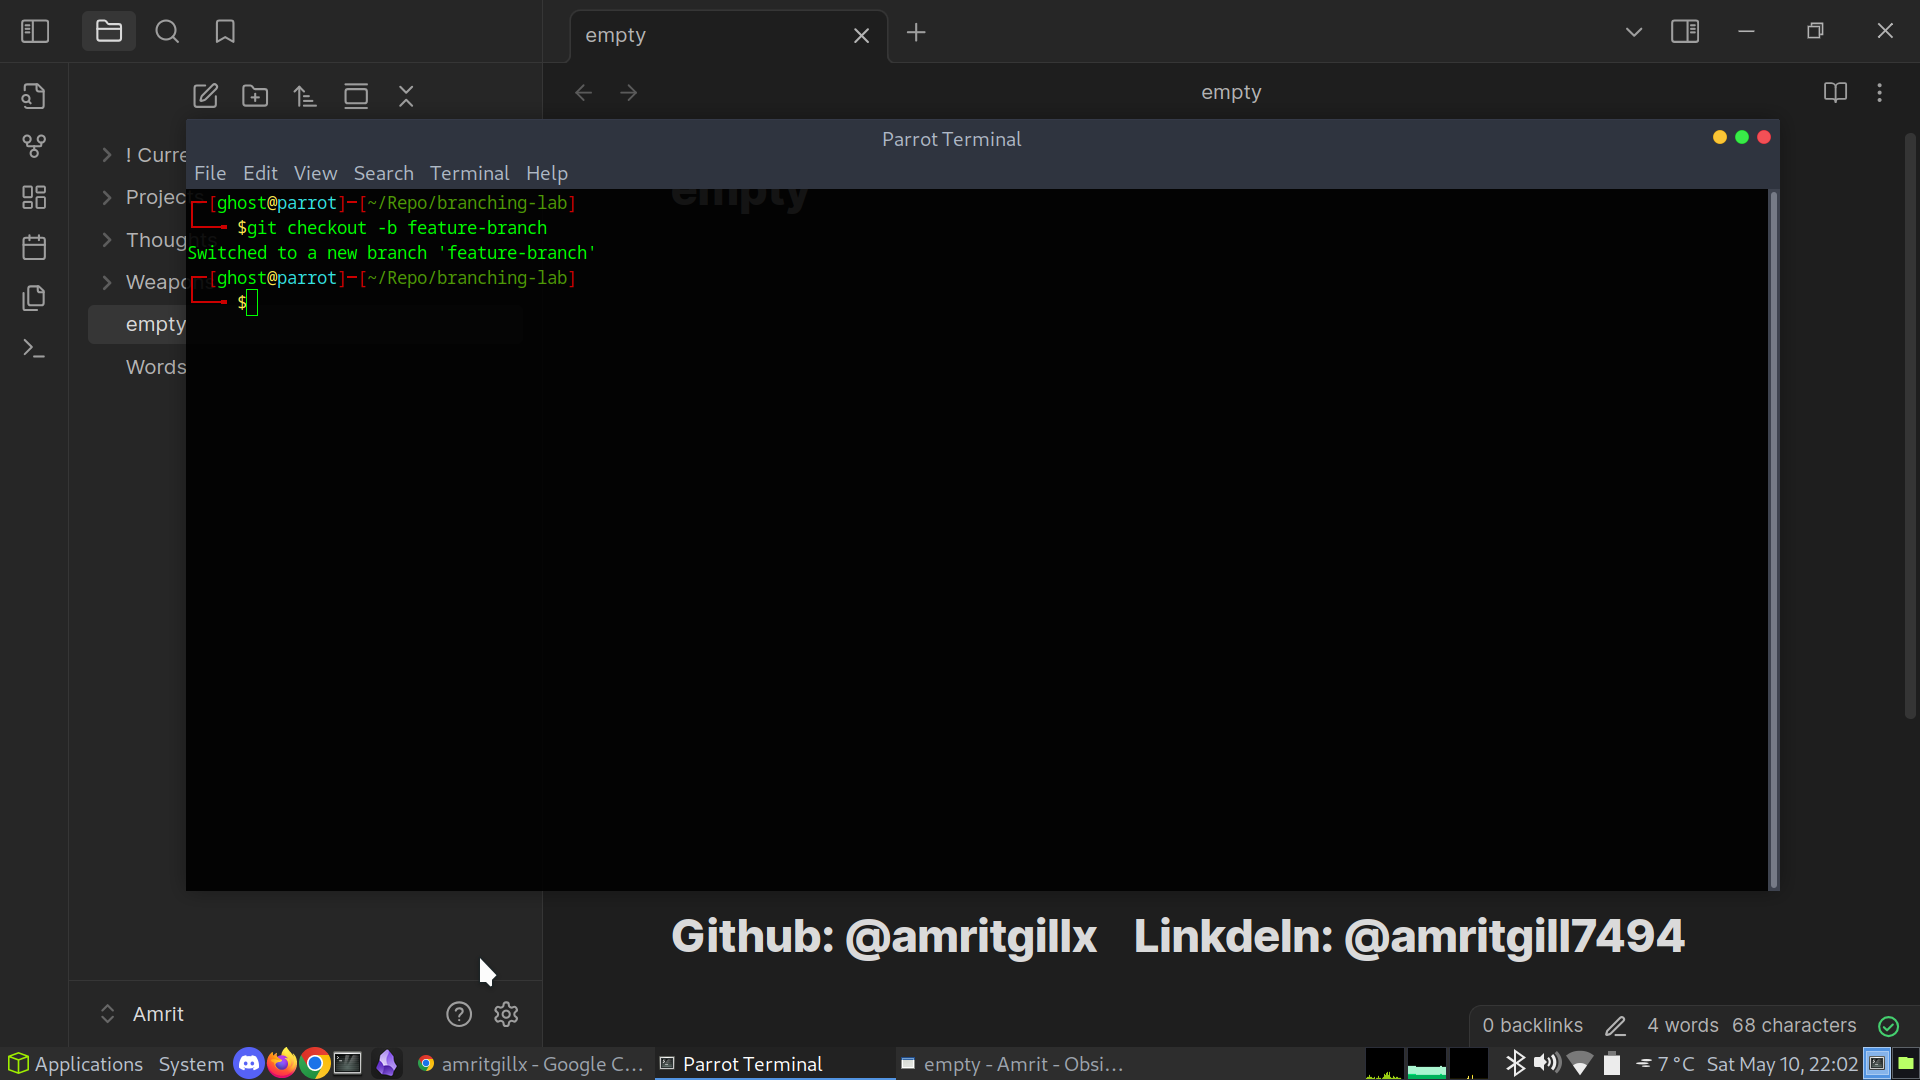 empty
empty
! Curre
Projec
Thoug
Weap
empty
Words
Parrot Terminal
File Edit View Search Terminal Help
empty
[ghost@parrot]─[~/Repo/branching-lab]
$git checkout -b feature-branch
Switched to a new branch 'feature-branch'
[ghost@parrot]─[~/Repo/branching-lab]
$
Github: @amritgillx Linkdeln: @amritgill7494
Amrit
0 backlinks 4 words 68 characters
Applications System amritgillx - Google C... Parrot Terminal empty - Amrit - Obsi... 7 °C Sat May 10, 22:02